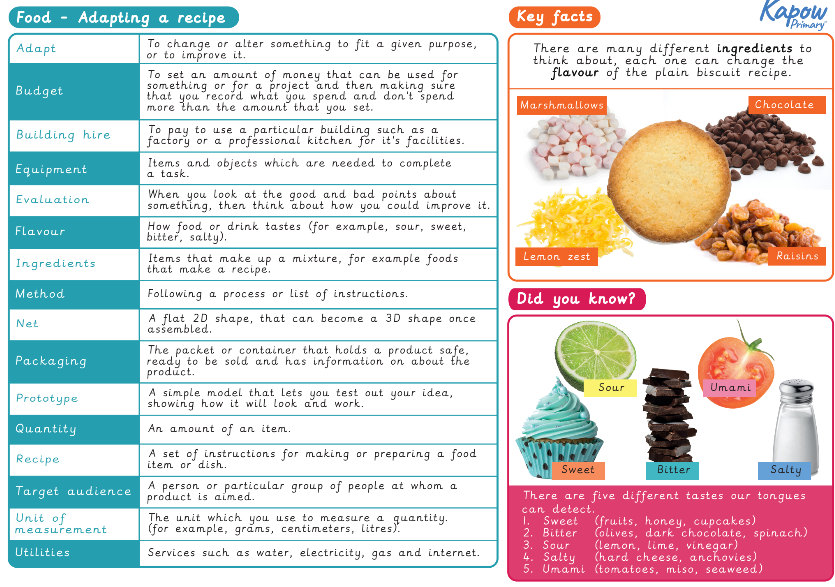 Food - Adapting a recipe
Adapt
To change or alter something to fit a given purpose,
or to improve it.
Budget
To set an amount of money that can be used for
something or for a project and then making sure
that you record what you spend and don't spend
more than the amount that you set.
Building hire
To pay to use a particular building such as a
factory or a professional kitchen for it's facilities.
Equipment
Items and objects which are needed to complete
a task.
Evaluation
When you look at the good and bad points about
something, then think about how you could improve it.
Flavour
How food or drink tastes (for example, sour, sweet,
bitter, salty).
Ingredients
Items that make up a mixture, for example foods
that make a recipe.
Method
Following a process or list of instructions.
Net
A flat 2D shape, that can become a 3D shape once
assembled.
Packaging
The packet or container that holds a product safe,
ready to be sold and has information on about the
product.
Prototype
A simple model that lets you test out your idea,
showing how it will look and work.
Quantity
An amount of an item.
Recipe
A set of instructions for making or preparing a food
item or dish.
Target audience
A person or particular group of people at whom a
product is aimed.
Unit of
measurement
The unit which you use to measure a quantity.
(for example, grams, centimeters, litres).
Utilities
Services such as water, electricity, gas and internet.
Key facts
Kapow
Primary
There are many different ingredients to
think about, each one can change the
flavour of the plain biscuit recipe.
Marshmallows
Chocolate
Lemon zest
Raisins
Did you know?
Sour
Umami
Sweet
Bitter
Salty
There are five different tastes our tongues
can detect.
1. Sweet (fruits, honey, cupcakes)
2. Bitter (olives, dark chocolate, spinach)
3. Sour (lemon, lime, vinegar)
4. Salty (hard cheese, anchovies)
5. Umami (tomatoes, miso, seaweed)